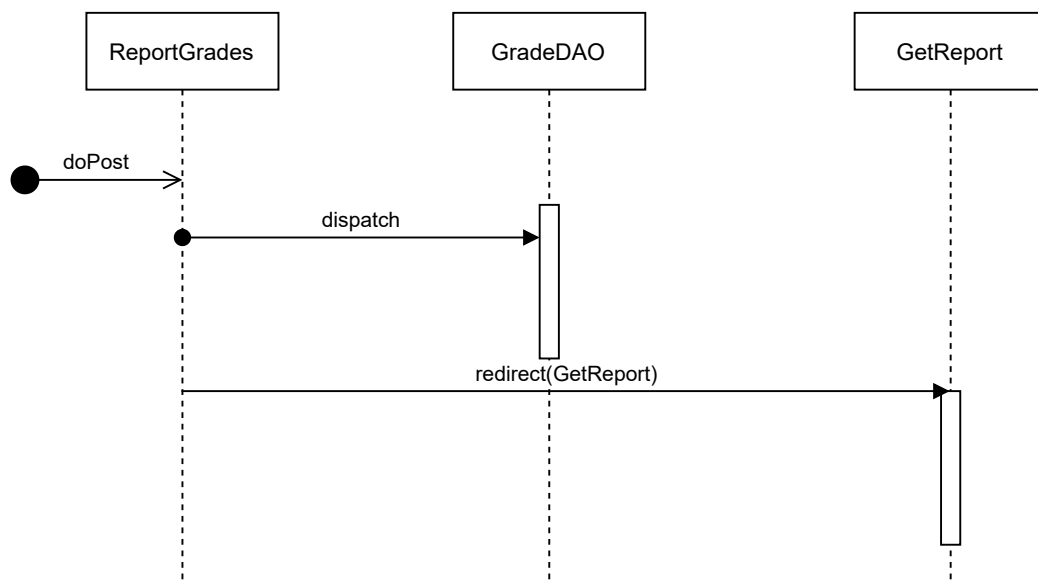 ReportGrades
GradeDAO
GetReport
doPost
dispatch
redirect(GetReport)